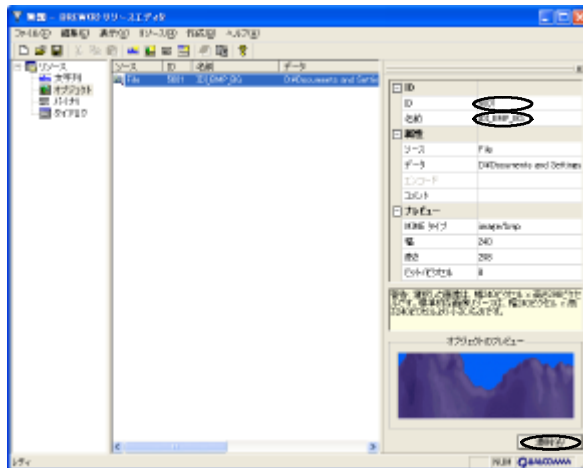 無題 - BREW(R) リソースエディタ
ファイル(F) 編集(E) 表示(V) リソース(R) 作成(B) ヘルプ(H)
リソース
文字列
オブジェクト
バイナリ
ダイアログ
ソース ID 名前 データ
File 5001 IDI_BMP_BG D:\Documents and Settin
ID
ID 5001
名前 IDI_BMP_BG
属性
ソース File
データ D:\Documents and Settings
エンコード
コメント
プレビュー
MIME タイプ image/bmp
幅 240
高さ 298
ビット/ピクセル 8
オブジェクトのプレビュー
適用(A)
レディ
NUM QUALCOMM